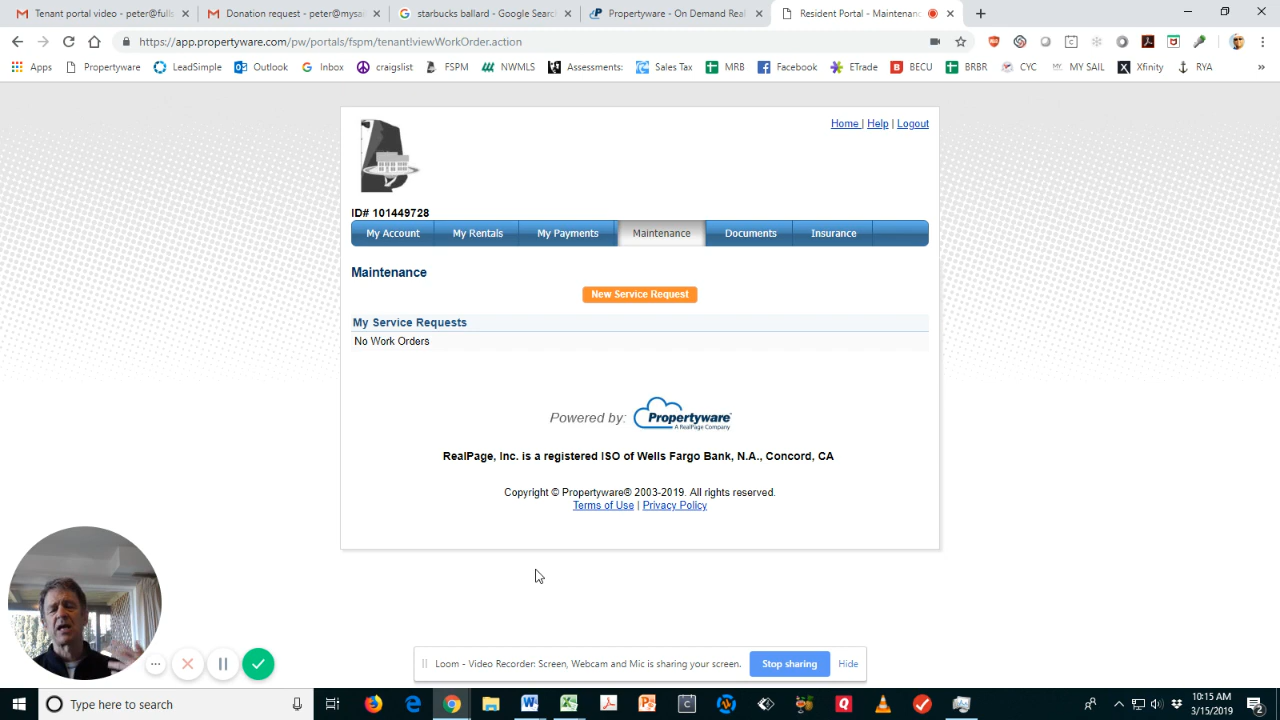 Tenant portal video - peter@fulls
Donation request - peter@mysa
starbucks ballard - Google Searc
Propertyware - On Demand Real
Resident Portal - Maintenanc
https://app.propertyware.com/pw/portals/fspm/tenantIviewWorkOrder.action
Apps
Propertyware
LeadSimple
Outlook
Inbox
craigslist
FSPM
NWMLS
Assessments:
Sales Tax
MRB
Facebook
ETrade
BECU
BRBR
CYC
MY SAIL
Xfinity
RYA
»
Home | Help | Logout
ID# 101449728
My Account
My Rentals
My Payments
Maintenance
Documents
Insurance
Maintenance
New Service Request
My Service Requests
No Work Orders
Powered by: Propertyware
A RealPage Company
RealPage, Inc. is a registered ISO of Wells Fargo Bank, N.A., Concord, CA
Copyright © Propertyware® 2003-2019. All rights reserved.
Terms of Use | Privacy Policy
Loom - Video Recorder: Screen, Webcam and Mic is sharing your screen.
Stop sharing
Hide
Type here to search
10:15 AM
3/15/2019
2